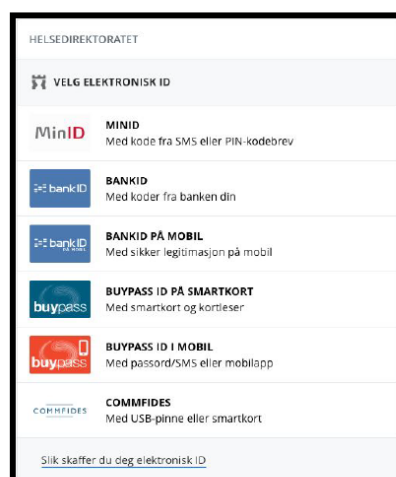 HELSEDIREKTORATET
VELG ELEKTRONISK ID
MinID
MINID
Med kode fra SMS eller PIN-kodebrev
bankID
BANKID
Med koder fra banken din
bankID
PÅ MOBIL
BANKID PÅ MOBIL
Med sikker legitimasjon på mobil
buypass
BUYPASS ID PÅ SMARTKORT
Med smartkort og kortleser
buypass
BUYPASS ID I MOBIL
Med passord/SMS eller mobilapp
COMMFIDES
COMMFIDES
Med USB-pinne eller smartkort
Slik skaffer du deg elektronisk ID